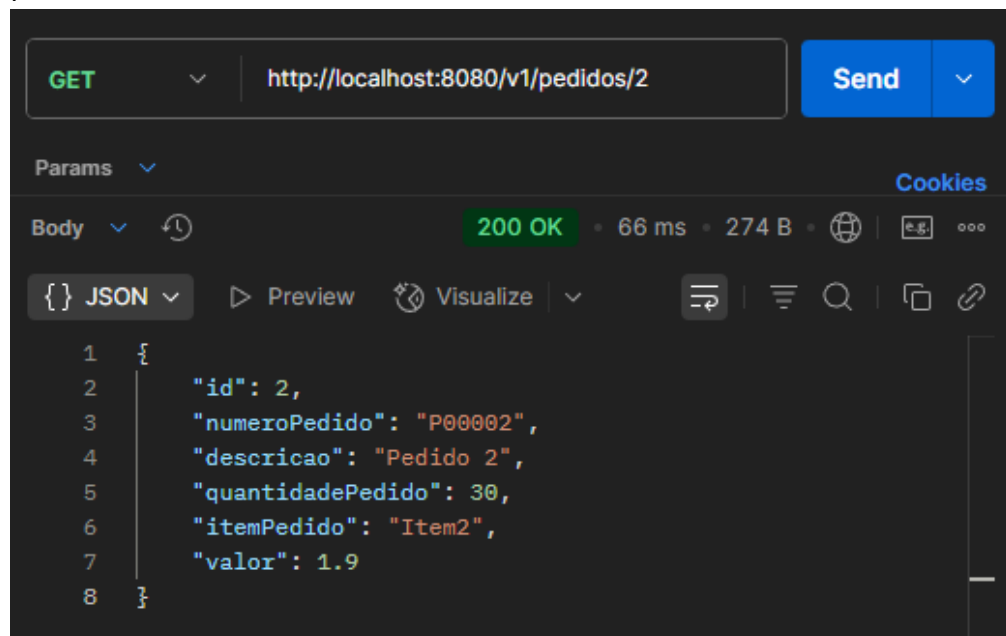 GET http://localhost:8080/v1/pedidos/2 Send
Params
Cookies
Body 200 OK • 66 ms • 274 B • e.g.
{} JSON Preview Visualize
1 {
2 "id": 2,
3 "numeroPedido": "P00002",
4 "descricao": "Pedido 2",
5 "quantidadePedido": 30,
6 "itemPedido": "Item2",
7 "valor": 1.9
8 }